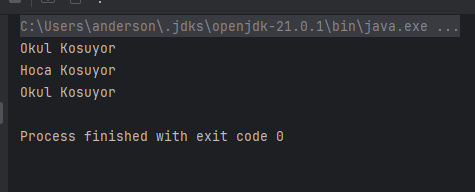 C:\Users\anderson\.jdks\openjdk-21.0.1\bin\java.exe ...
Okul Kosuyor
Hoca Kosuyor
Okul Kosuyor
Process finished with exit code 0